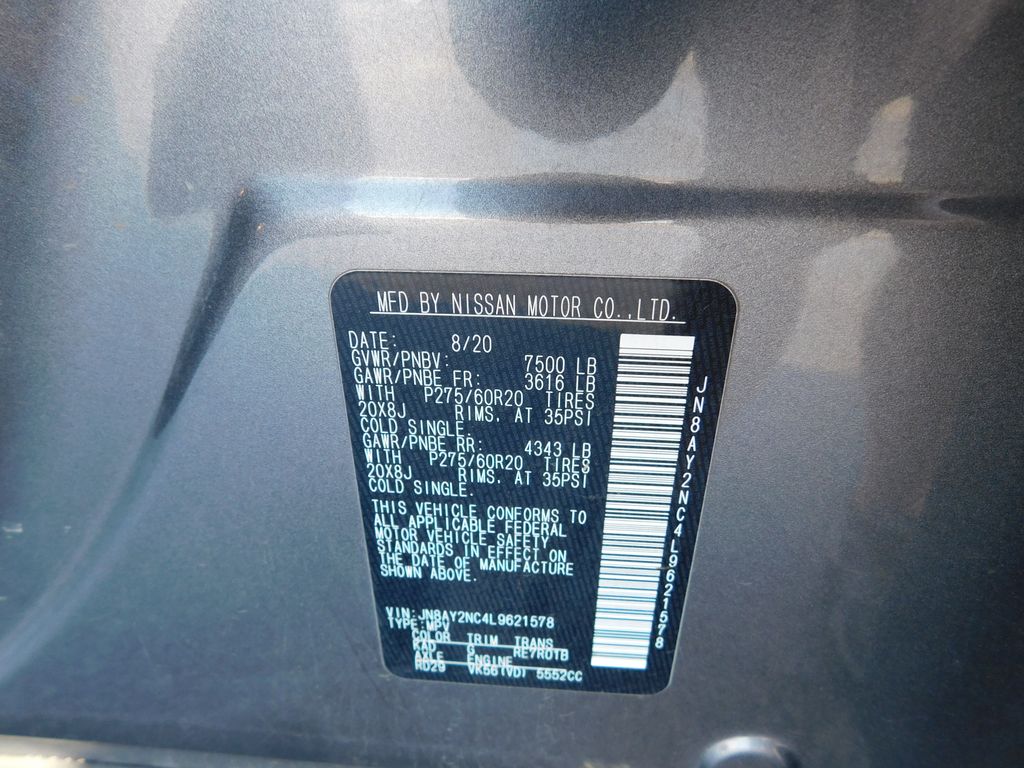 MFD BY NISSAN MOTOR CO.,LTD.
DATE: 8/20
GVWR/PNBV: 7500 LB
GAWR/PNBE FR: 3616 LB
WITH P275/60R20 TIRES
20X8J RIMS. AT 35PSI
COLD SINGLE.
GAWR/PNBE RR: 4343 LB
WITH P275/60R20 TIRES
20X8J RIMS. AT 35PSI
COLD SINGLE.
THIS VEHICLE CONFORMS TO
ALL APPLICABLE FEDERAL
MOTOR VEHICLE SAFETY
STANDARDS IN EFFECT ON
THE DATE OF MANUFACTURE
SHOWN ABOVE.
VIN:JN8AY2NC4L9621578
TYPE:MPV
COLOR TRIM TRANS
KAD G RE7R01B
AXLE ENGINE
RD29 VK56(VD) 5552CC
JN8AY2NC4L9621578